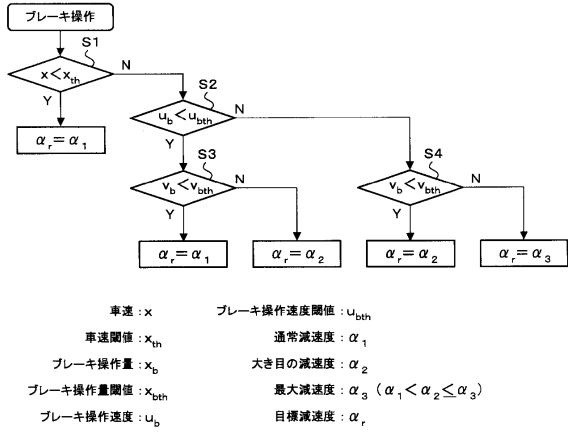 ブレーキ操作
S1
x<x_th
N
Y
α_r=α_1
S2
u_b<u_bth
N
Y
S3
v_b<v_bth
N
Y
S4
v_b<v_bth
N
Y
α_r=α_1
α_r=α_2
α_r=α_2
α_r=α_3
車速:x
車速閾値:x_th
ブレーキ操作量:x_b
ブレーキ操作量閾値:x_bth
ブレーキ操作速度:u_b
ブレーキ操作速度閾値:u_bth
通常減速度:α_1
大き目の減速度:α_2
最大減速度:α_3 (α_1<α_2≦α_3)
目標減速度:α_r